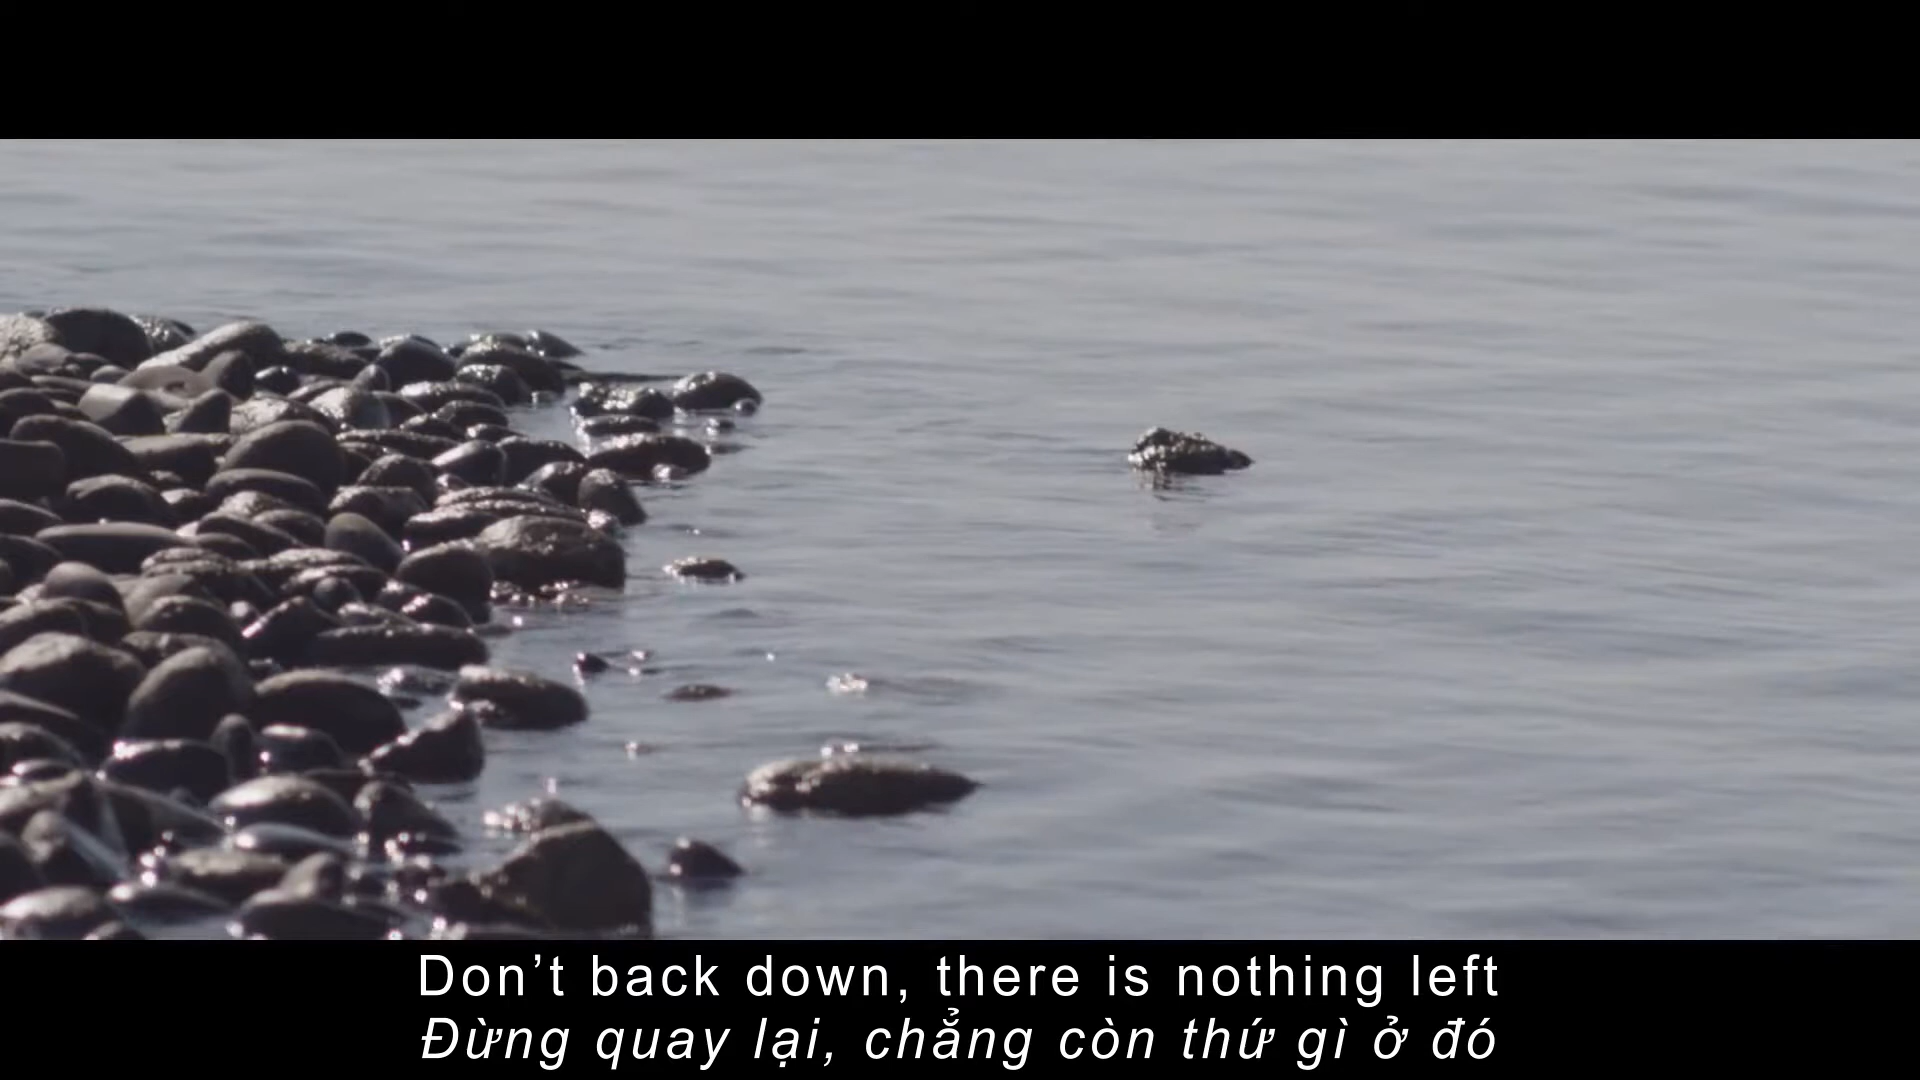 Don’t back down, there is nothing left
Đừng quay lại, chẳng còn thứ gì ở đó